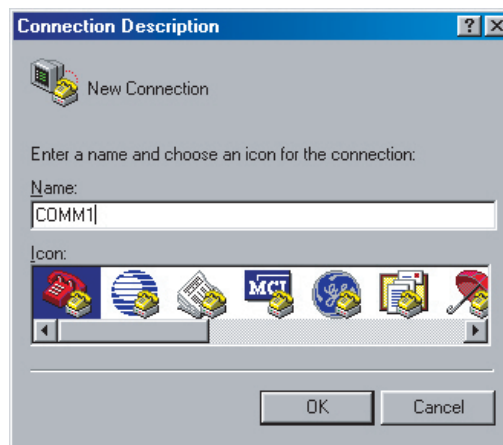 Connection Description
New Connection
Enter a name and choose an icon for the connection:
Name:
COMM1
Icon:
MCI
OK Cancel